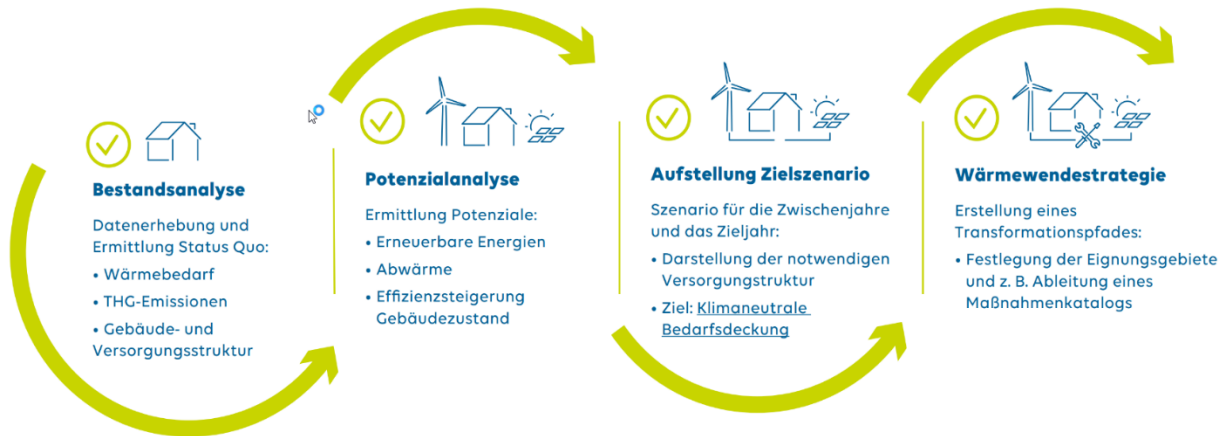 Bestandsanalyse
Datenerhebung und
Ermittlung Status Quo:
• Wärmebedarf
• THG-Emissionen
• Gebäude- und
Versorgungsstruktur
Potenzialanalyse
Ermittlung Potenziale:
• Erneuerbare Energien
• Abwärme
• Effizienzsteigerung
Gebäudezustand
Aufstellung Zielszenario
Szenario für die Zwischenjahre
und das Zieljahr:
• Darstellung der notwendigen
Versorgungstruktur
• Ziel: Klimaneutrale
Bedarfsdeckung
Wärmewendestrategie
Erstellung eines
Transformationspfades:
• Festlegung der Eignungsgebiete
und z. B. Ableitung eines
Maßnahmenkatalogs